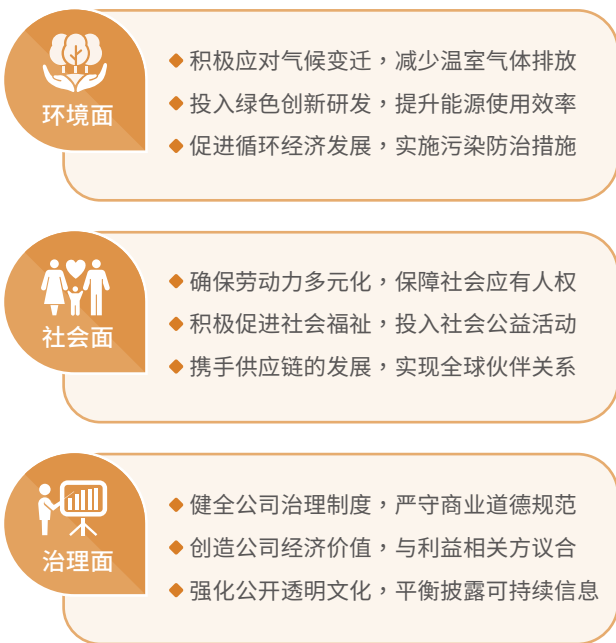 环境面
积极应对气候变迁，减少温室气体排放
投入绿色创新研发，提升能源使用效率
促进循环经济发展，实施污染防治措施
社会面
确保劳动力多元化，保障社会应有人权
积极促进社会福祉，投入社会公益活动
携手供应链的发展，实现全球伙伴关系
治理面
健全公司治理制度，严守商业道德规范
创造公司经济价值，与利益相关方议合
强化公开透明文化，平衡披露可持续信息